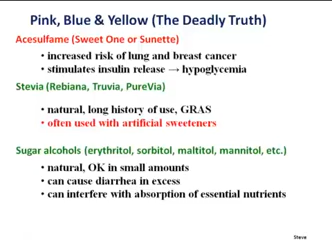 Pink, Blue & Yellow (The Deadly Truth)
Acesulfame (Sweet One or Sunette)
• increased risk of lung and breast cancer
• stimulates insulin release → hypoglycemia
Stevia (Rebiana, Truvia, PureVia)
• natural, long history of use, GRAS
• often used with artificial sweeteners
Sugar alcohols (erythritol, sorbitol, maltitol, mannitol, etc.)
• natural, OK in small amounts
• can cause diarrhea in excess
• can interfere with absorption of essential nutrients
Steve